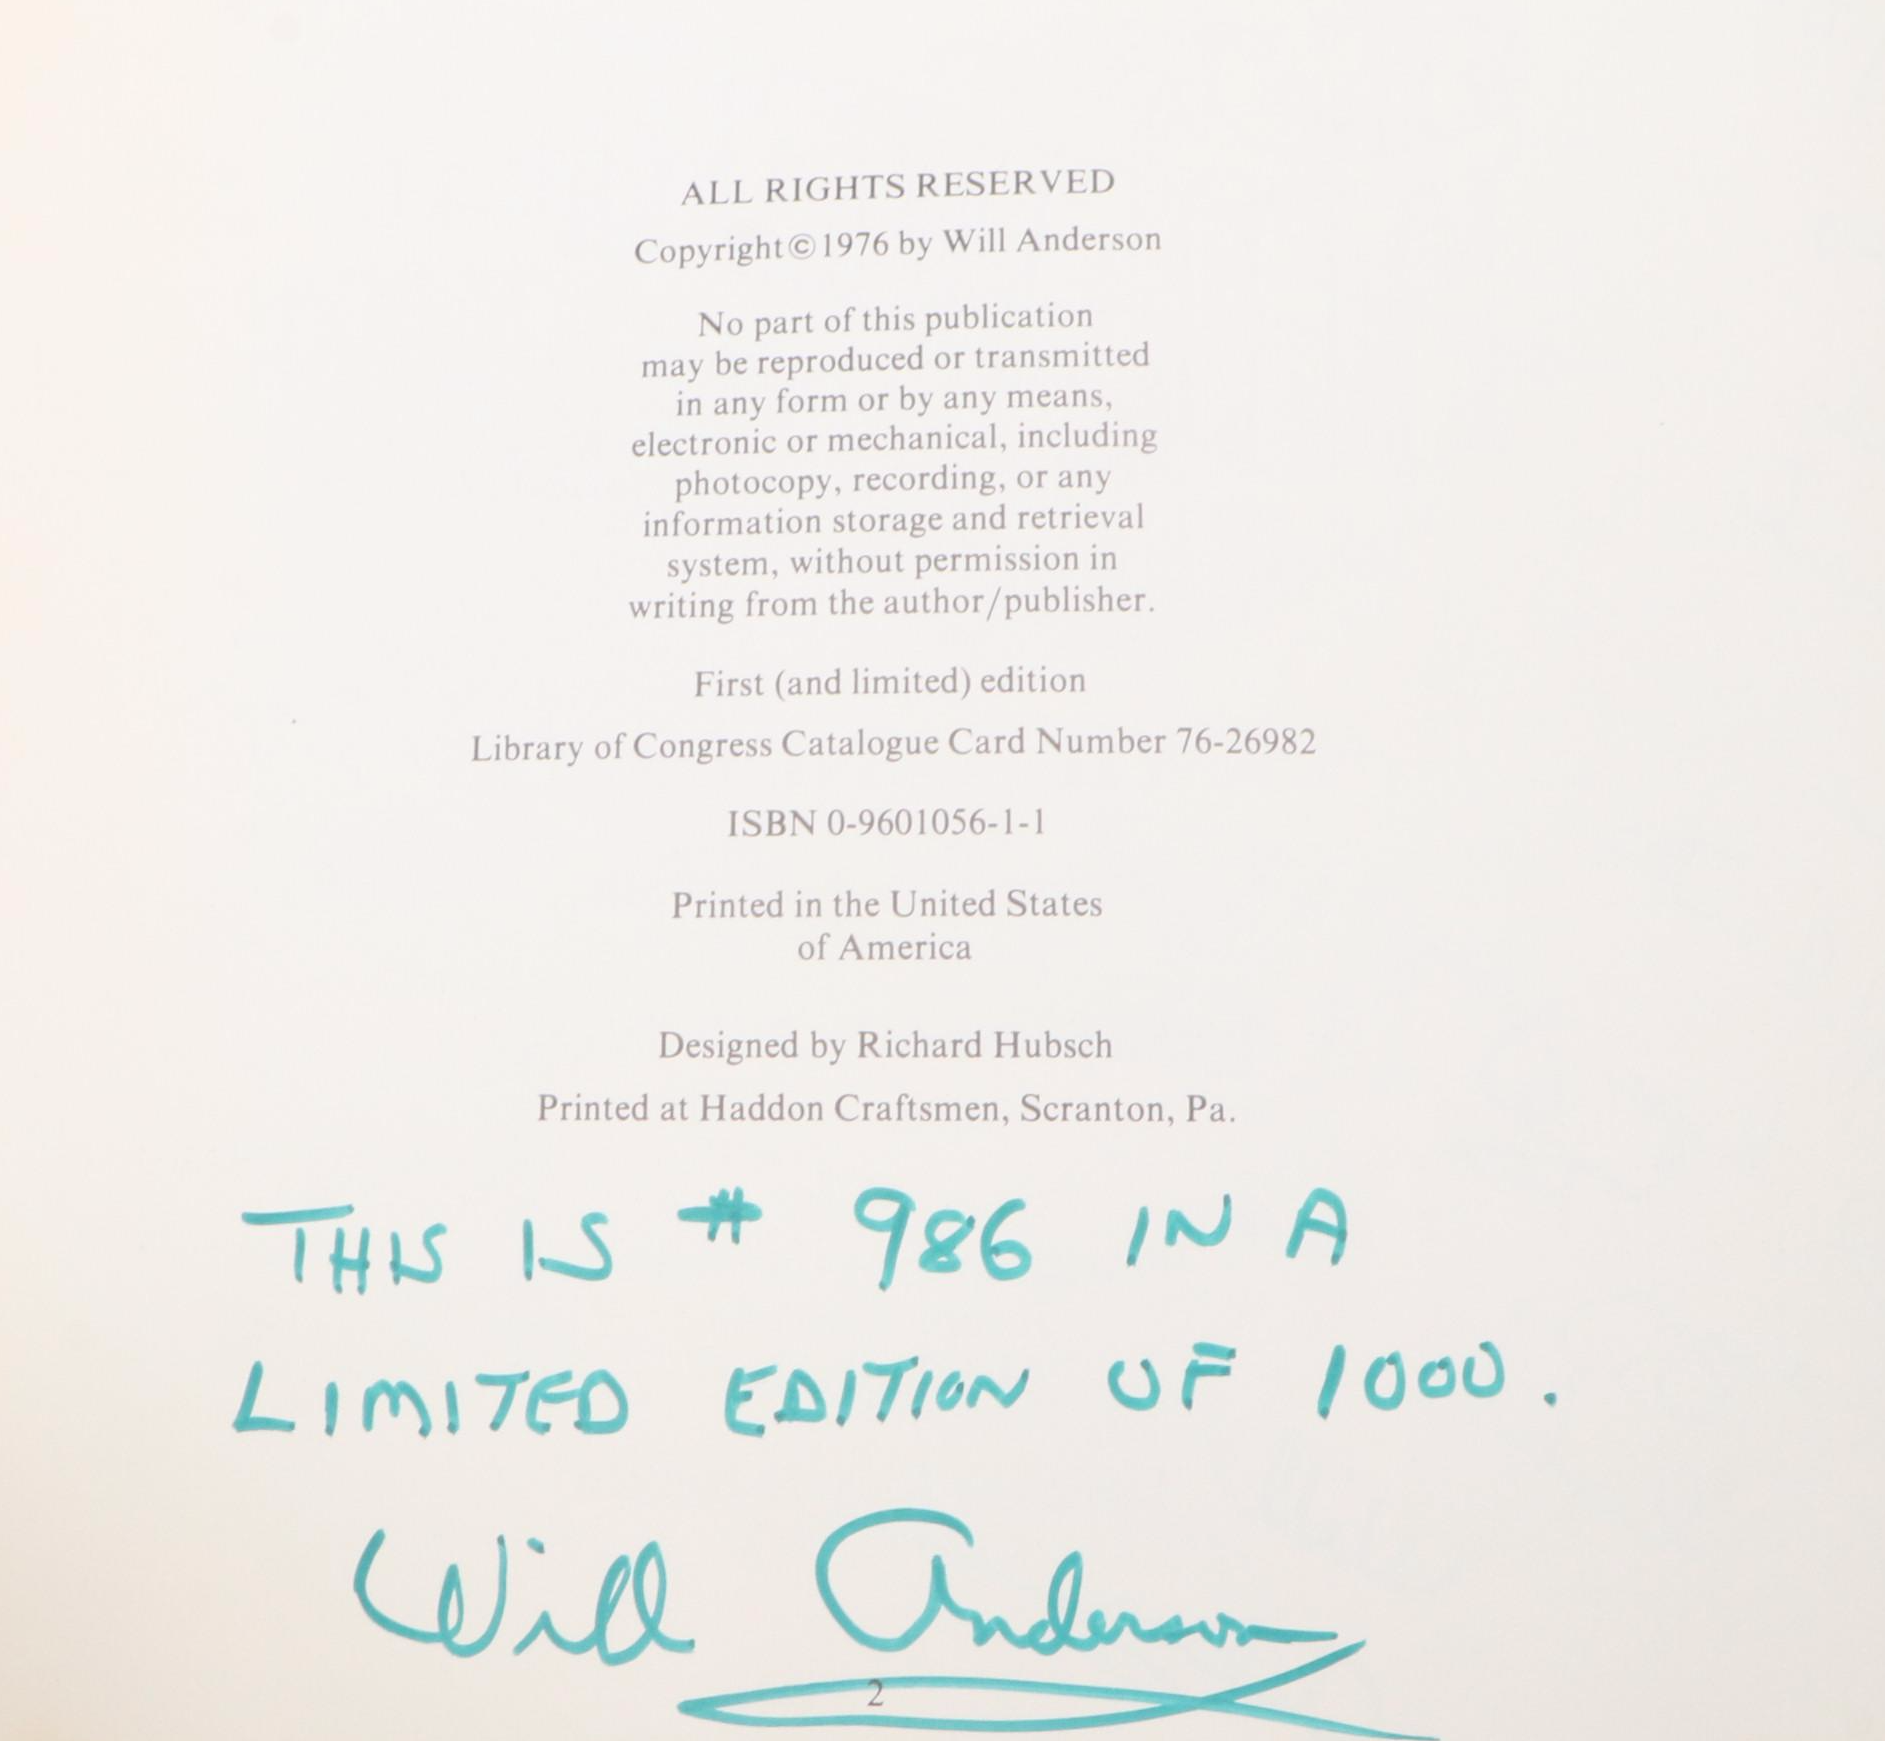 ALL RIGHTS RESERVED
Copyright © 1976 by Will Anderson
No part of this publication
may be reproduced or transmitted
in any form or by any means,
electronic or mechanical, including
photocopy, recording, or any
information storage and retrieval
system, without permission in
writing from the author/publisher.
First (and limited) edition
Library of Congress Catalogue Card Number 76-26982
ISBN 0-9601056-1-1
Printed in the United States
of America
Designed by Richard Hubsch
Printed at Haddon Craftsmen, Scranton, Pa.
THIS IS # 986 IN A
LIMITED EDITION OF 1000.
Will Anderson
2